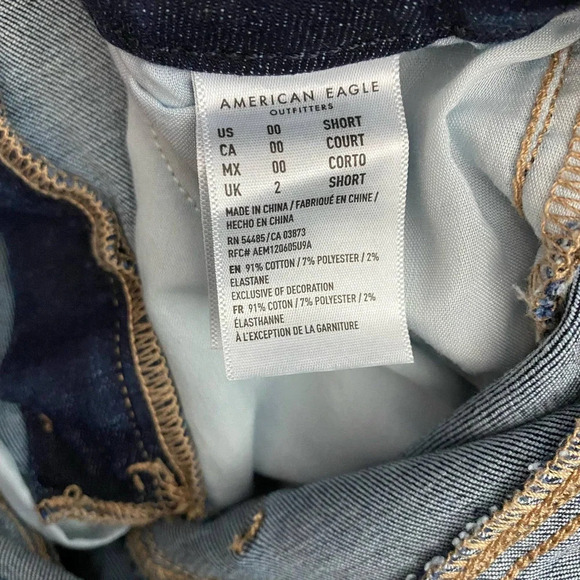 AMERICAN EAGLE
OUTFITTERS
US 00 SHORT
CA 00 COURT
MX 00 CORTO
UK 2 SHORT
MADE IN CHINA / FABRIQUÉ EN CHINE /
HECHO EN CHINA
RN 54485 / CA 03873
RFC# AEM120605U9A
EN 91% COTTON / 7% POLYESTER / 2%
ELASTANE
EXCLUSIVE OF DECORATION
FR 91% COTON / 7% POLYESTER / 2%
ÉLASTHANNE
À L'EXCEPTION DE LA GARNITURE